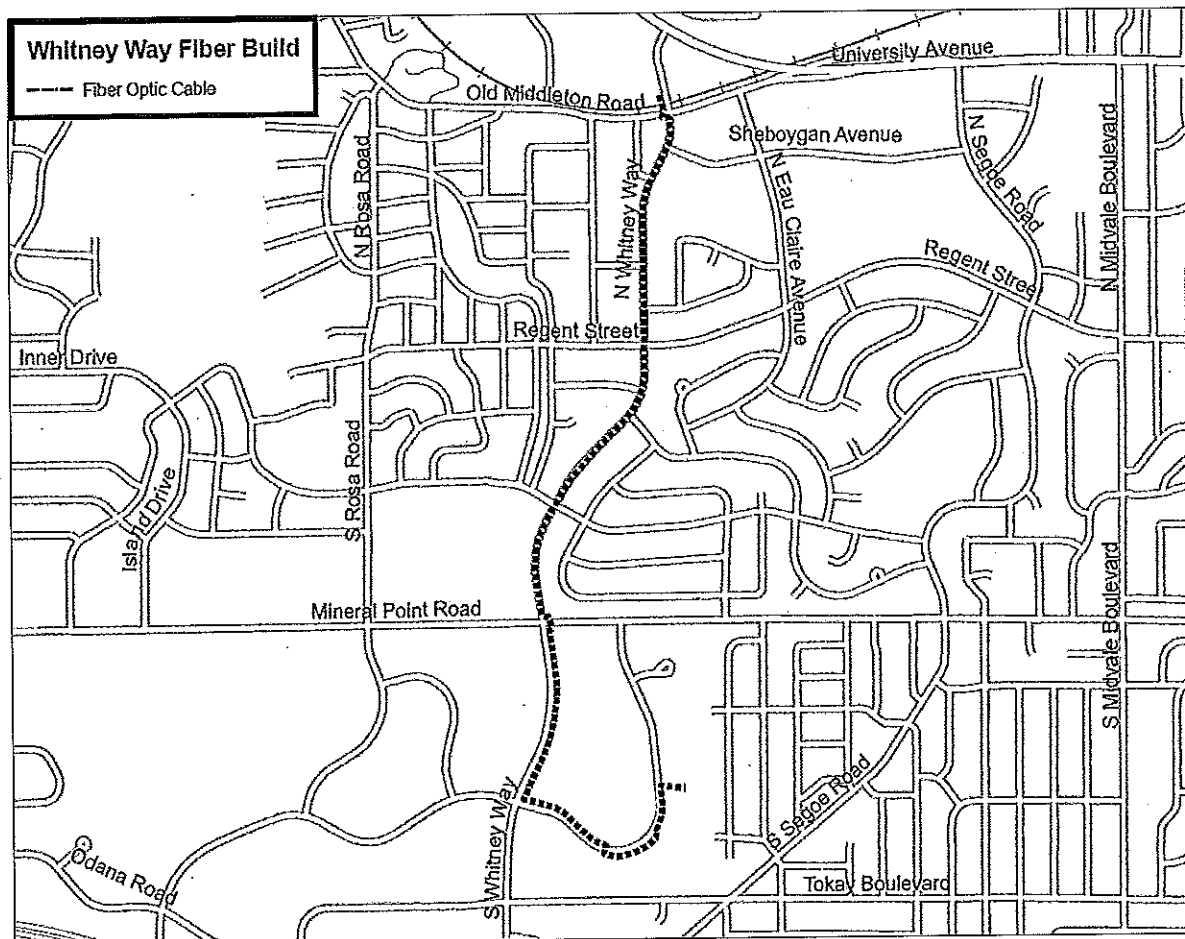 Whitney Way Fiber Build
Fiber Optic Cable
University Avenue
Old Middleton Road
Sheboygan Avenue
N Rosa Road
N Whitney Way
N Eau Claire Avenue
N Segoe Road
N Midvale Boulevard
Regent Street
Regent Street
Inner Drive
Island Drive
S Rosa Road
Mineral Point Road
S Midvale Boulevard
S Whitney Way
S Segoe Road
Odana Road
Tokay Boulevard